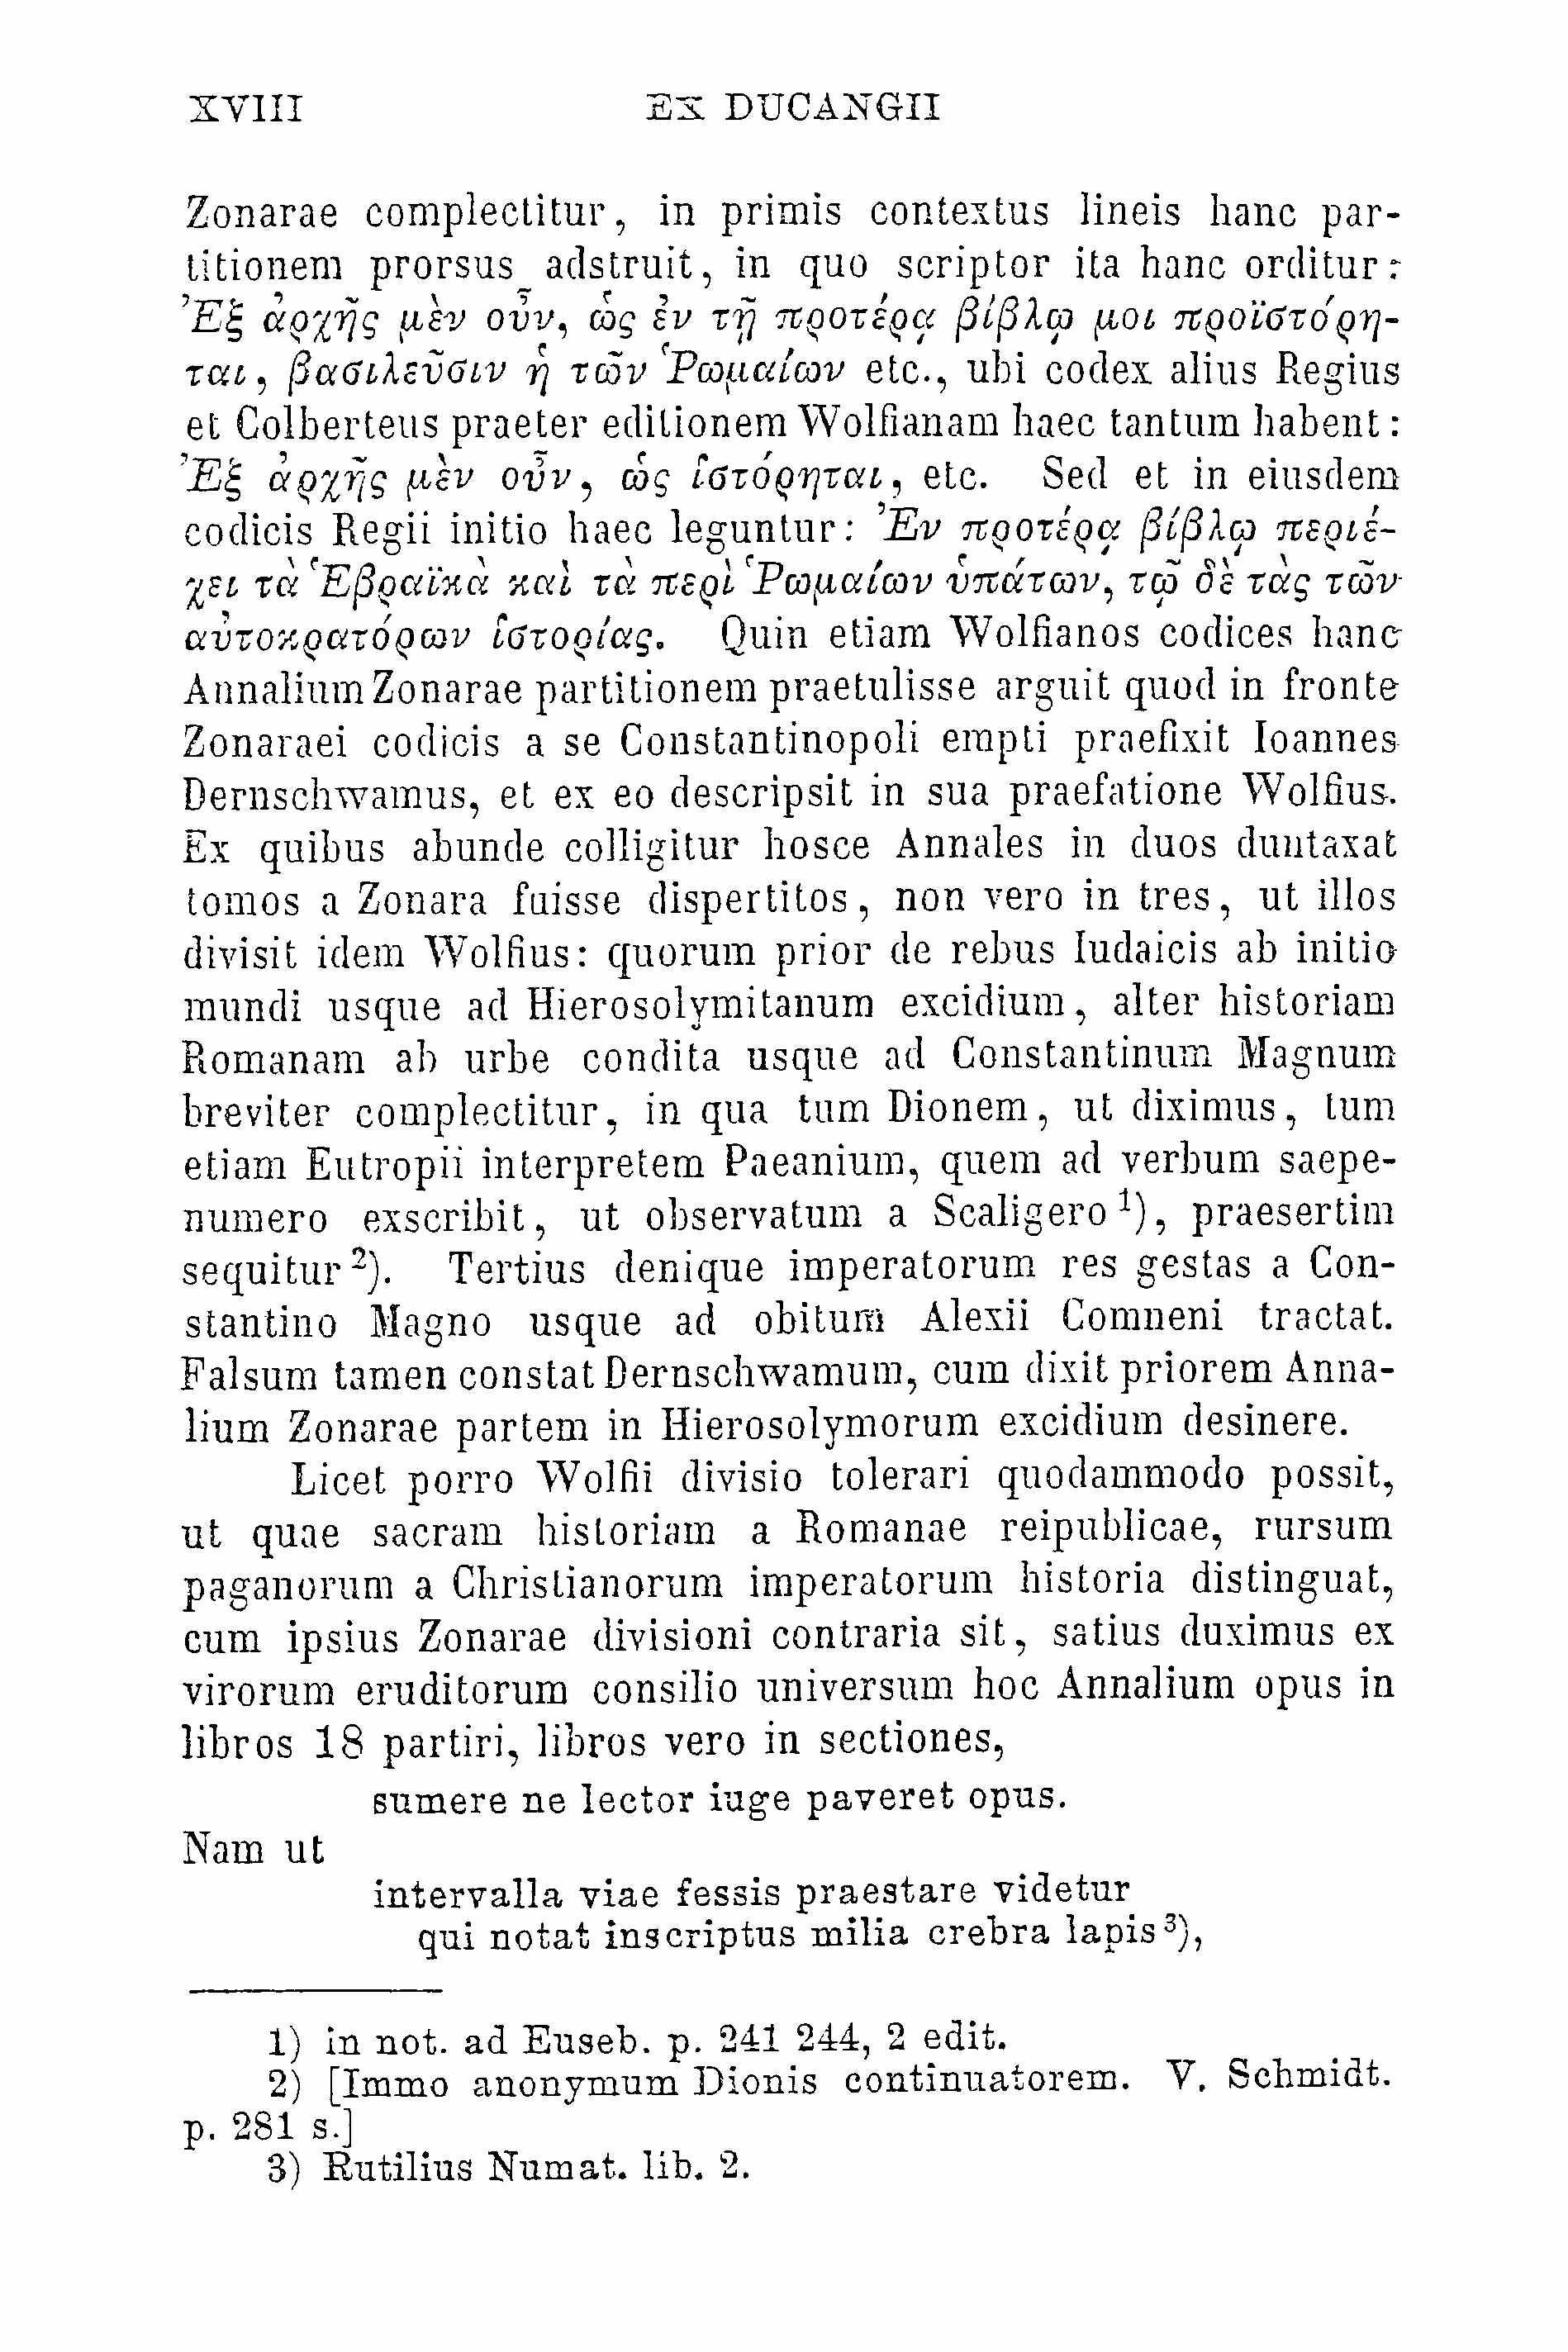 XVIII EX DUCANGII
Zonarae complectitur, in primis contextus lineis hanc par-
titionem prorsus adstruit, in quo scriptor ita hanc orditur:
Ἐξ ἀρχῆς μὲν οὖν, ὡς ἐν τῇ προτέρᾳ βίβλῳ μοι προϊστόρη-
ται, βασιλεῦσιν ἡ τῶν Ῥωμαίων etc., ubi codex alius Regius
et Colberteus praeter editionem Wolfianam haec tantum habent:
Ἐξ ἀρχῆς μὲν οὖν, ὡς ἱστόρηται, etc. Sed et in eiusdem
codicis Regii initio haec leguntur: Ἐν προτέρᾳ βίβλῳ περιέ-
χει τὰ Ἑβραϊκὰ καὶ τὰ περὶ Ῥωμαίων ὑπάτων, τῷ δὲ τὰς τῶν
αὐτοκρατόρων ἱστορίας. Quin etiam Wolfianos codices hanc
Annalium Zonarae partitionem praetulisse arguit quod in fronte
Zonaraei codicis a se Constantinopoli empti praefixit Ioannes
Dernschwamus, et ex eo descripsit in sua praefatione Wolfius.
Ex quibus abunde colligitur hosce Annales in duos duntaxat
tomos a Zonara fuisse dispertitos, non vero in tres, ut illos
divisit idem Wolfius: quorum prior de rebus Iudaicis ab initio
mundi usque ad Hierosolymitanum excidium, alter historiam
Romanam ab urbe condita usque ad Constantinum Magnum
breviter complectitur, in qua tum Dionem, ut diximus, tum
etiam Eutropii interpretem Paeanium, quem ad verbum saepe-
numero exscribit, ut observatum a Scaligero ¹), praesertim
sequitur ²). Tertius denique imperatorum res gestas a Con-
stantino Magno usque ad obitum Alexii Comneni tractat.
Falsum tamen constat Dernschwamum, cum dixit priorem Anna-
lium Zonarae partem in Hierosolymorum excidium desinere.
Licet porro Wolfii divisio tolerari quodammodo possit,
ut quae sacram historiam a Romanae reipublicae, rursum
paganorum a Christianorum imperatorum historia distinguat,
cum ipsius Zonarae divisioni contraria sit, satius duximus ex
virorum eruditorum consilio universum hoc Annalium opus in
libros 18 partiri, libros vero in sectiones,
sumere ne lector iuge paveret opus.
Nam ut
intervalla viae fessis praestare videtur
qui notat inscriptus milia crebra lapis ³),
1) in not. ad Euseb. p. 241 244, 2 edit.
2) [Immo anonymum Dionis continuatorem. V. Schmidt.
p. 281 s.]
3) Rutilius Numat. lib. 2.